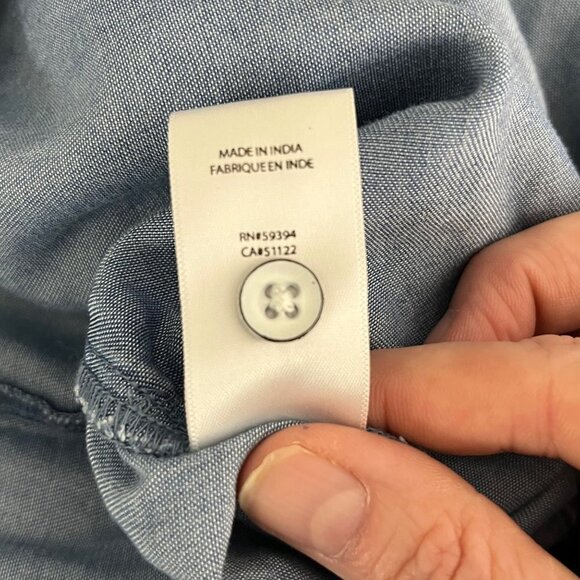 MADE IN INDIA
FABRIQUE EN INDE
RN#59394
CA#51122